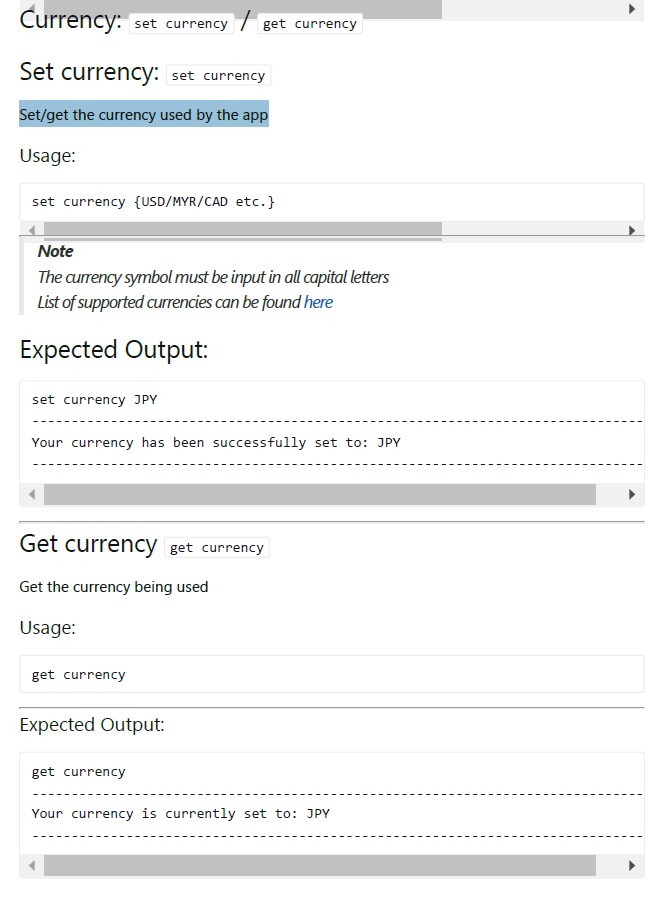 Currency: set currency / get currency
Set currency: set currency
Set/get the currency used by the app
Usage:
set currency {USD/MYR/CAD etc.}
Note
The currency symbol must be input in all capital letters
List of supported currencies can be found here
Expected Output:
set currency JPY
--------------------------------------------------------------------------------
Your currency has been successfully set to: JPY
--------------------------------------------------------------------------------
Get currency get currency
Get the currency being used
Usage:
get currency
Expected Output:
get currency
--------------------------------------------------------------------------------
Your currency is currently set to: JPY
--------------------------------------------------------------------------------